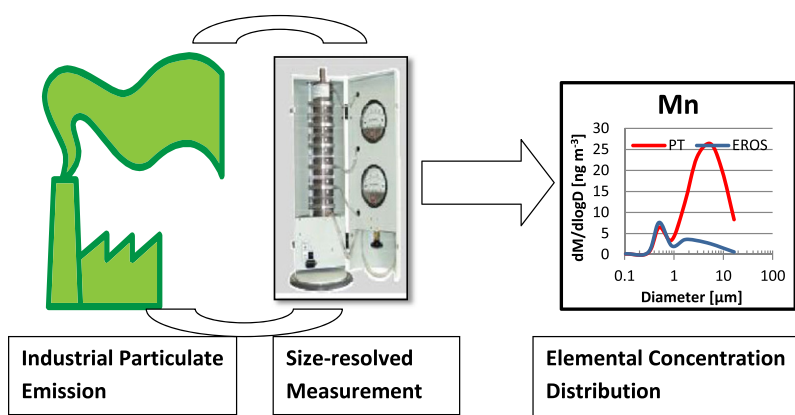 Mn
dM/dlogD [ng m⁻³]
30
25
20
15
10
5
0
PT EROS
0.1 1 10 100
Diameter [µm]
Industrial Particulate
Emission
Size-resolved
Measurement
Elemental Concentration
Distribution